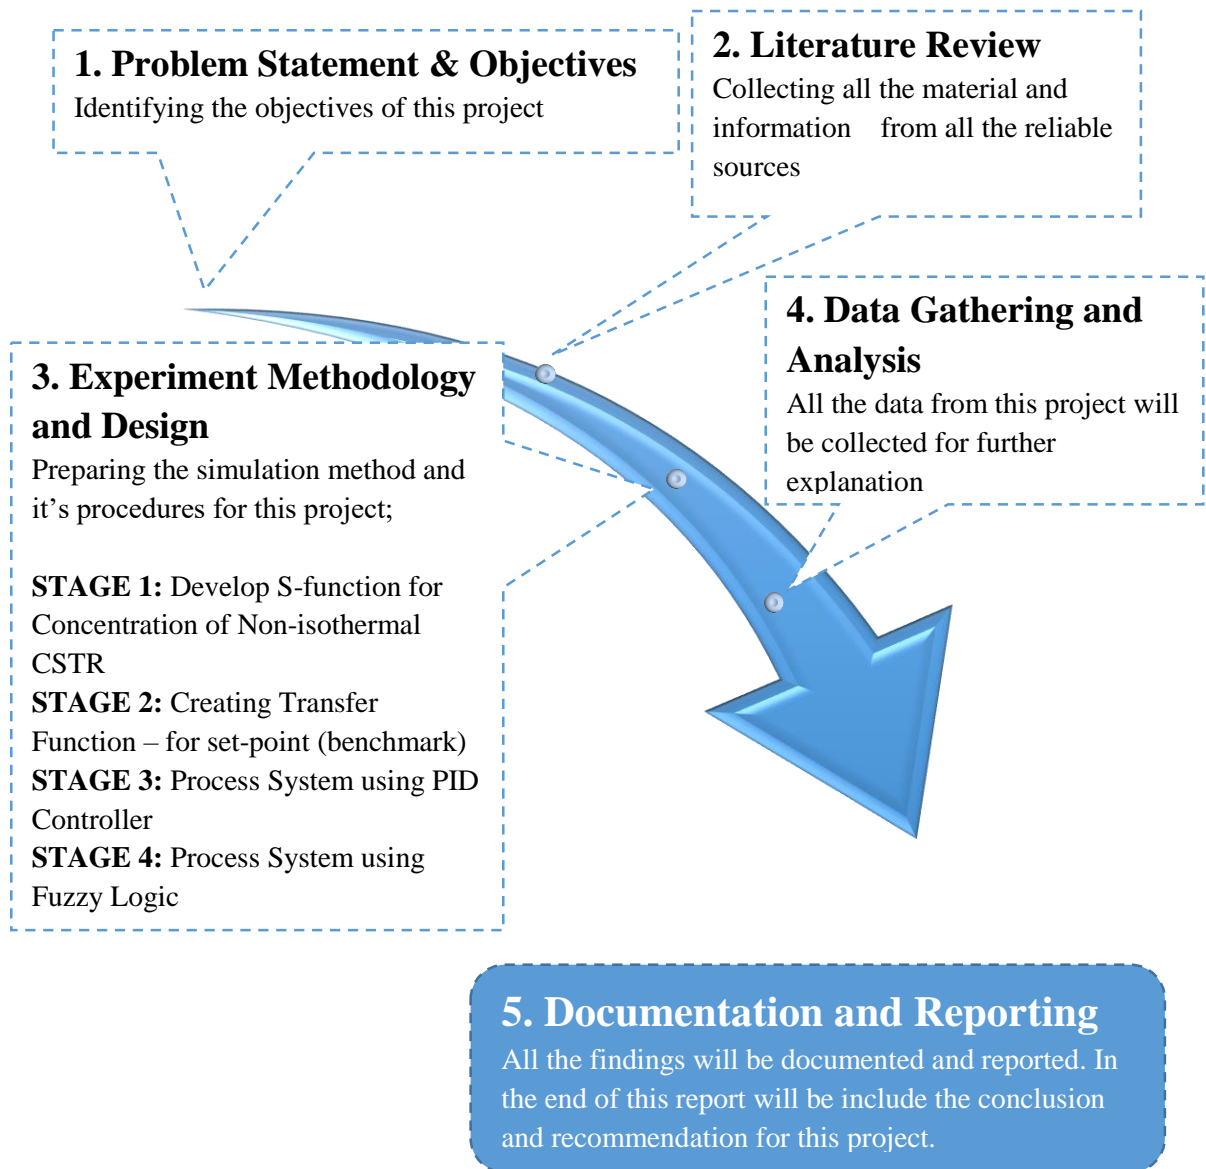 1. Problem Statement & Objectives
Identifying the objectives of this project
2. Literature Review
Collecting all the material and
information from all the reliable
sources
3. Experiment Methodology
and Design
Preparing the simulation method and
it’s procedures for this project;
STAGE 1: Develop S-function for
Concentration of Non-isothermal
CSTR
STAGE 2: Creating Transfer
Function – for set-point (benchmark)
STAGE 3: Process System using PID
Controller
STAGE 4: Process System using
Fuzzy Logic
4. Data Gathering and
Analysis
All the data from this project will
be collected for further
explanation
5. Documentation and Reporting
All the findings will be documented and reported. In
the end of this report will be include the conclusion
and recommendation for this project.